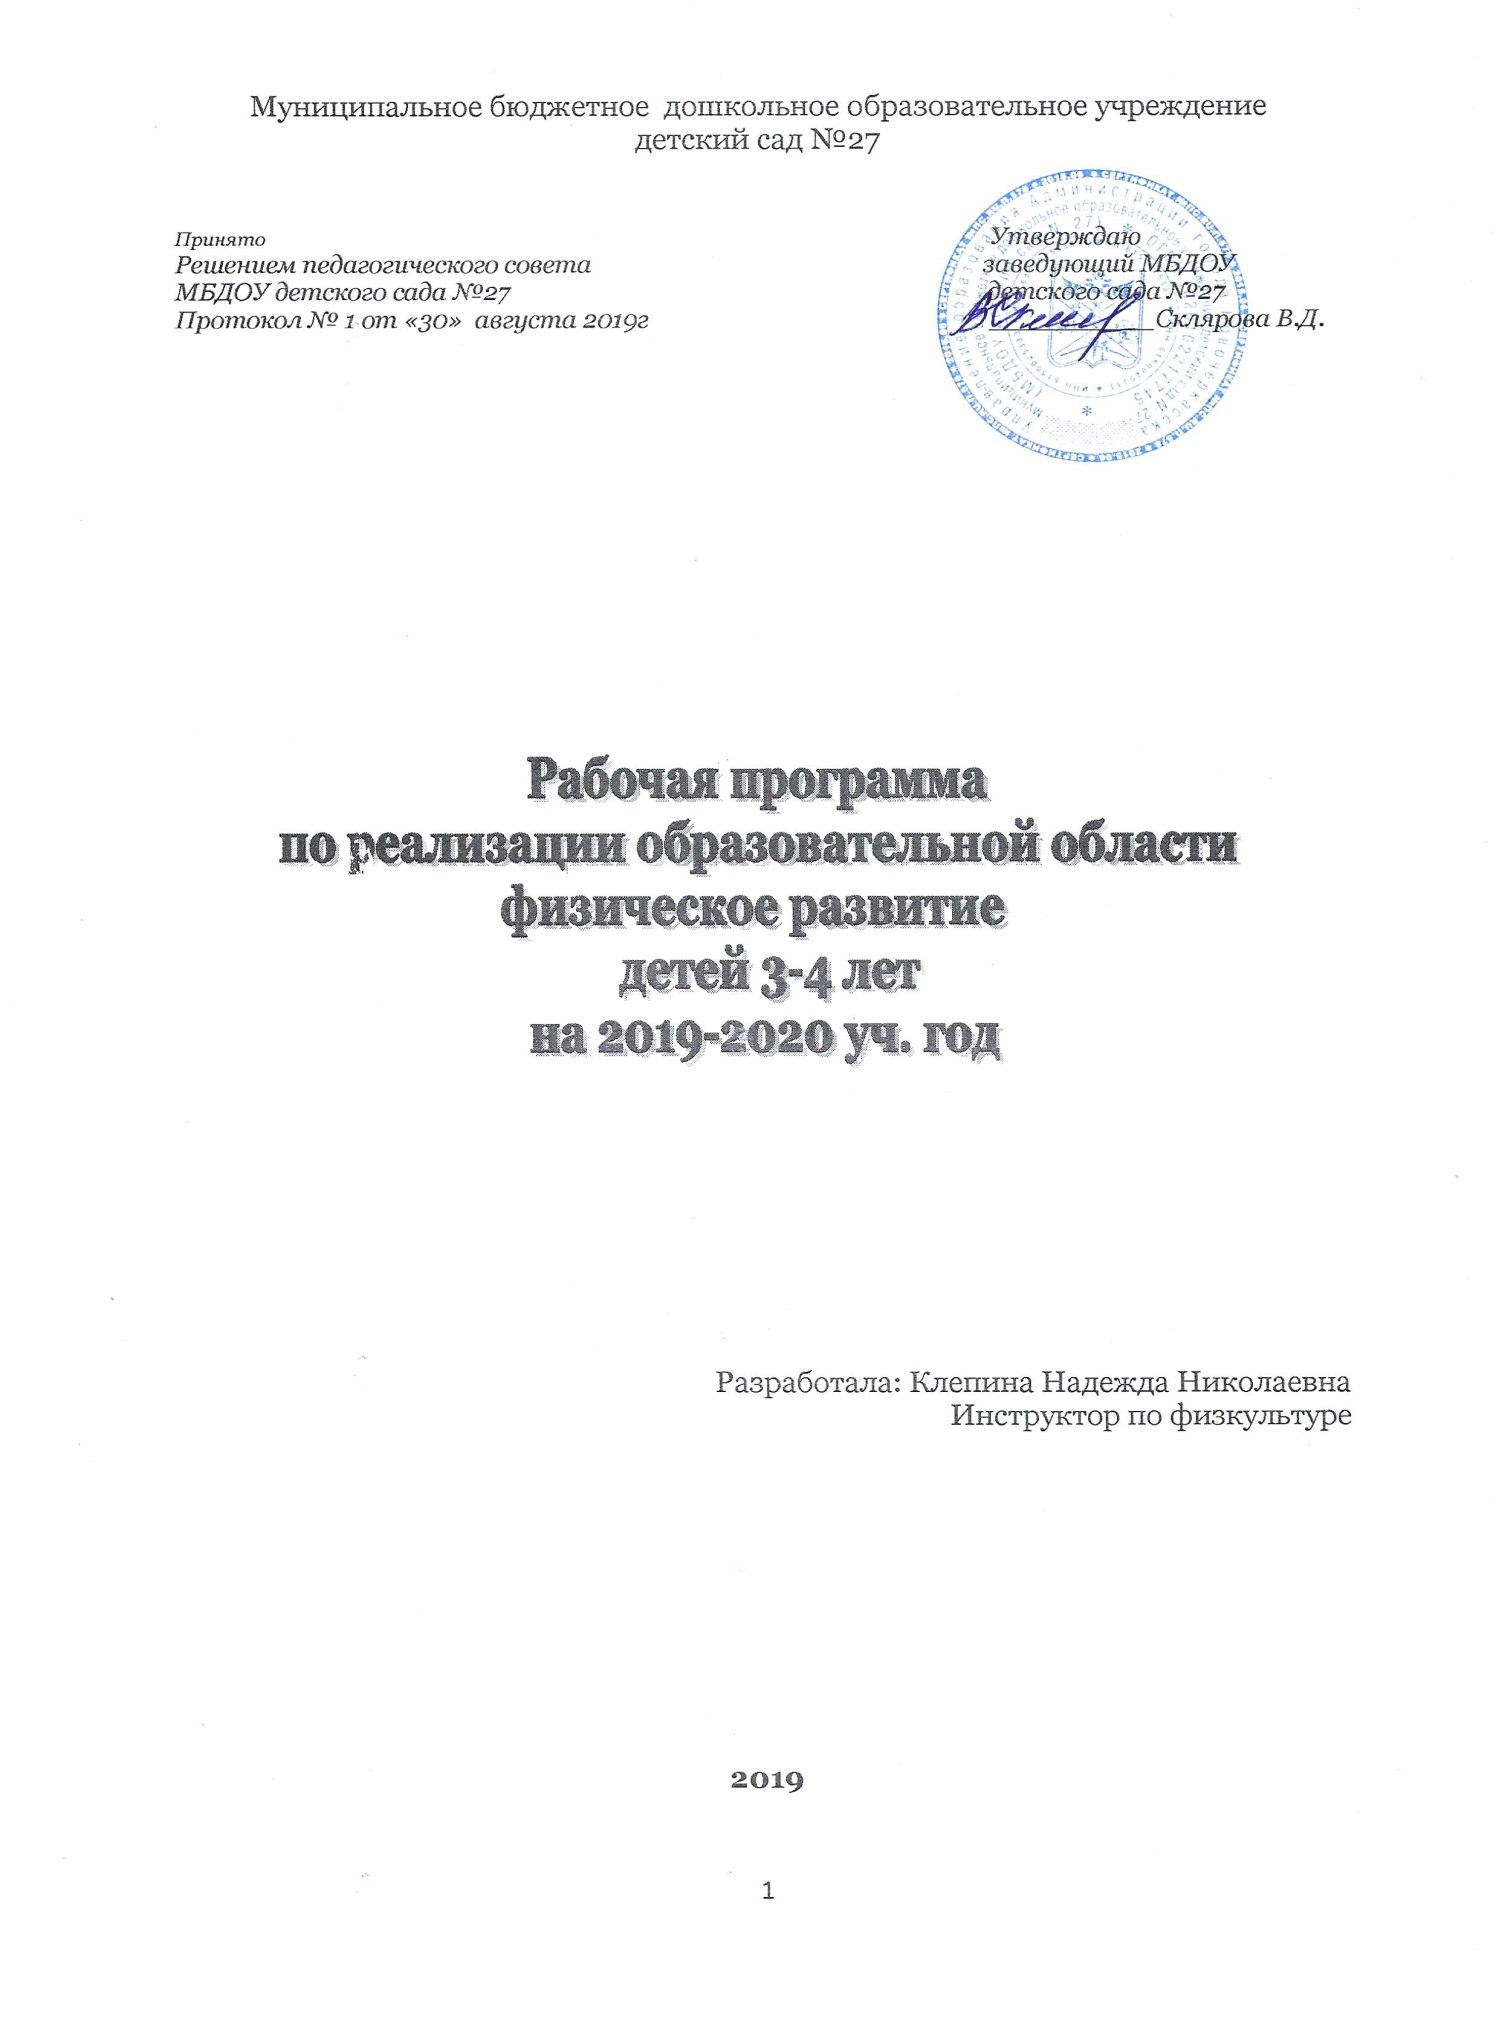 Муниципальное бюджетное  дошкольное образовательное учреждение
детский сад №27
Принято
Решением педагогического совета
МБДОУ детского сада №27
Протокол № 1 от «30»  августа 2019г
Утверждаю
заведующий МБДОУ
детского сада №27
____________Склярова В.Д.
Рабочая программа
по реализации образовательной области
физическое развитие
детей 3-4 лет
на 2019-2020 уч. год
Разработала: Клепина Надежда Николаевна
Инструктор по физкультуре
2019
1